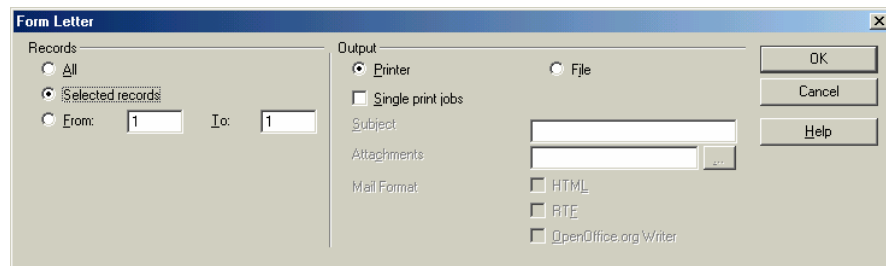 Form Letter
Records
All
Selected records
From: 1 To: 1
Output
Printer File
Single print jobs
Subject
Attachments ...
Mail Format HTML
RTF
OpenOffice.org Writer
OK
Cancel
Help